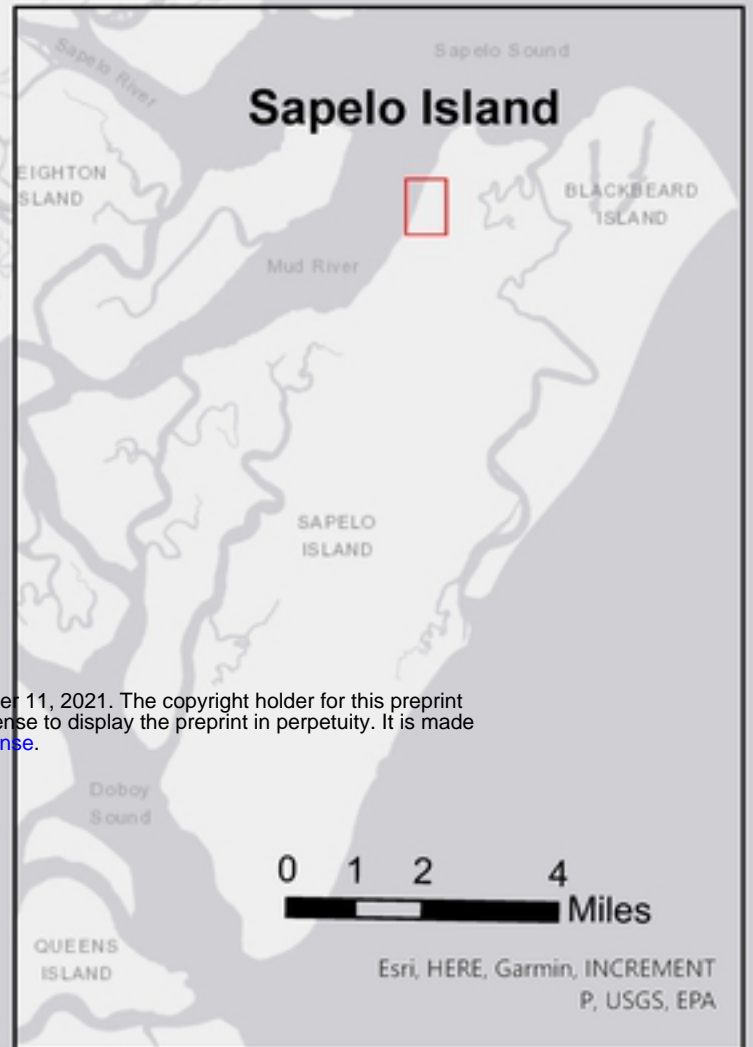 Sapelo Sound
Sapelo River
Sapelo Island
EIGHTON
SLAND
BLACKBEARD
ISLAND
Mud River
SAPELO
ISLAND
er 11, 2021. The copyright holder for this preprint
ense to display the preprint in perpetuity. It is made
nse.
Doboy
Sound
0 1 2 4
Miles
QUEENS
ISLAND
Esri, HERE, Garmin, INCREMENT
P, USGS, EPA